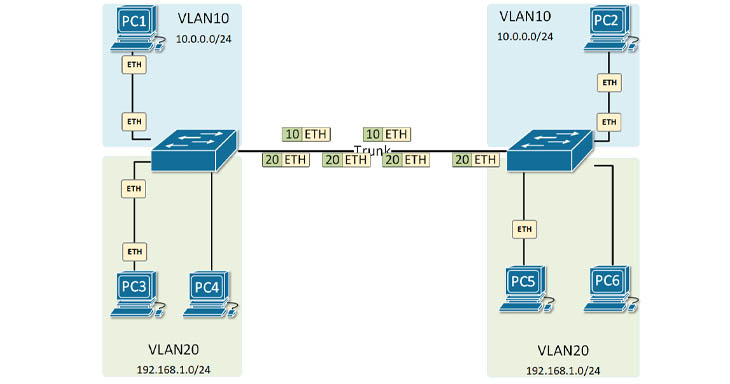 PC1
VLAN10
10.0.0.0/24
ETH
ETH
VLAN10
10.0.0.0/24
PC2
ETH
ETH
10 ETH
10 ETH
Trunk
20 ETH
20 ETH
20 ETH
20 ETH
ETH
ETH
PC3
PC4
VLAN20
192.168.1.0/24
ETH
PC5
PC6
VLAN20
192.168.1.0/24